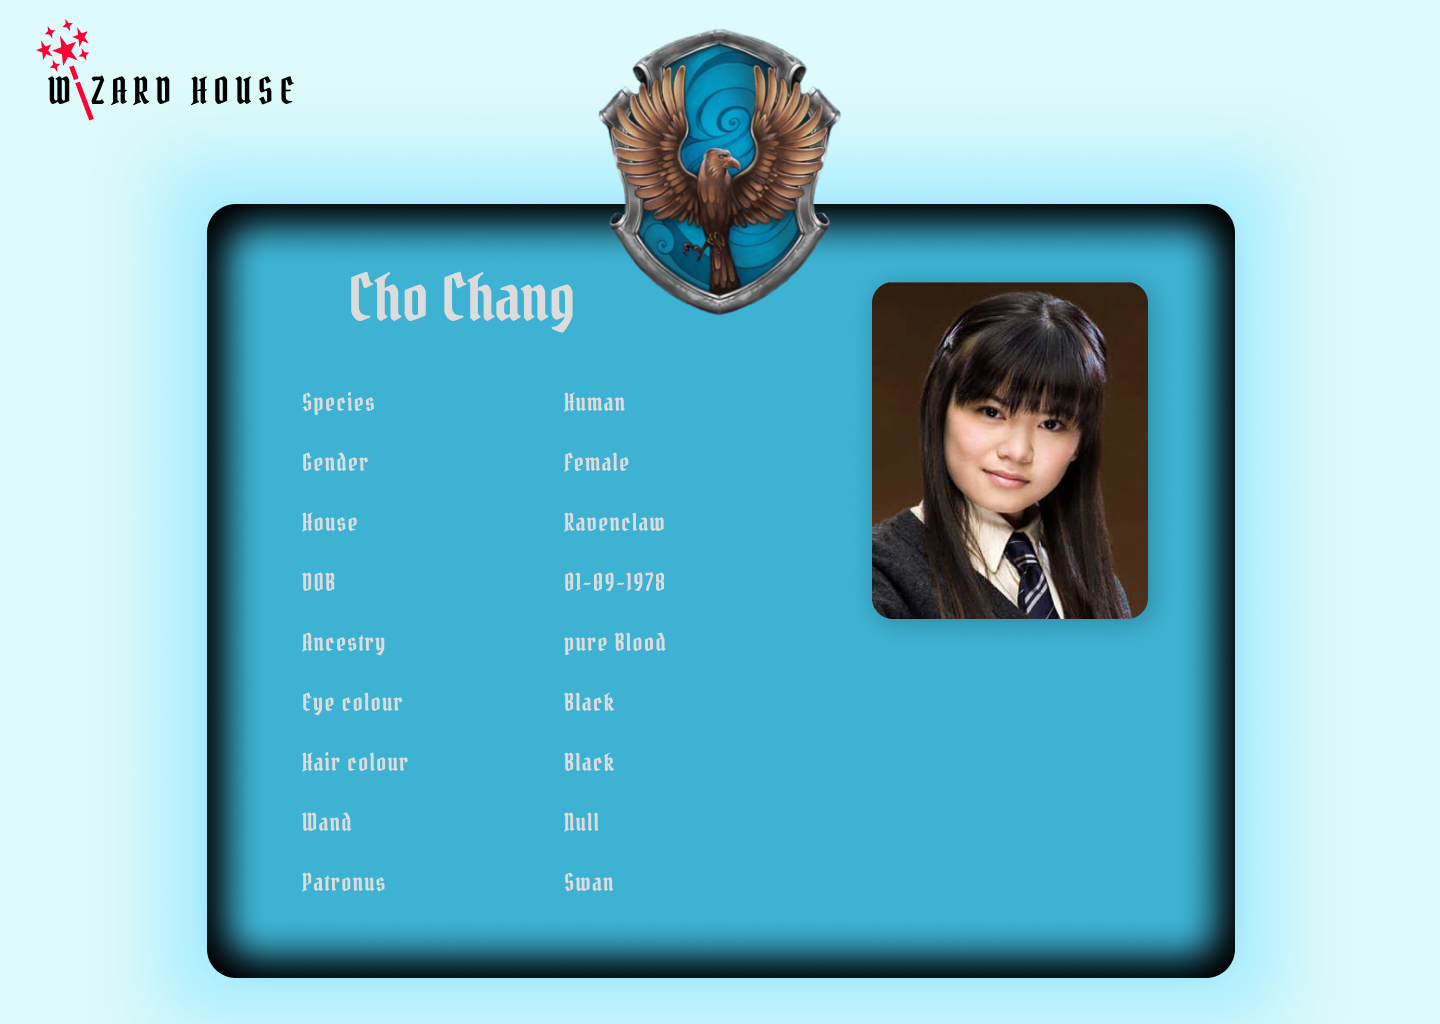 WIZARD HOUSE
Cho Chang
Species Human
Gender Female
House Ravenclaw
DOB 01-09-1978
Ancestry pure Blood
Eye colour Black
Hair colour Black
Wand Null
Patronus Swan